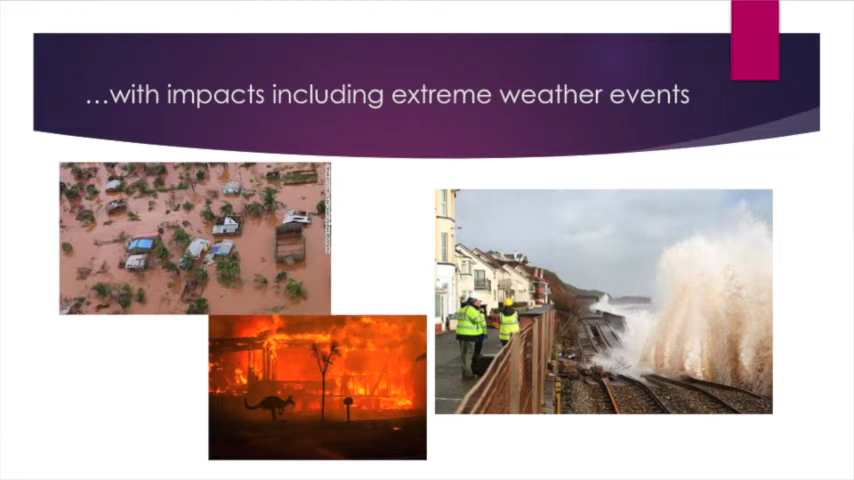 …with impacts including extreme weather events